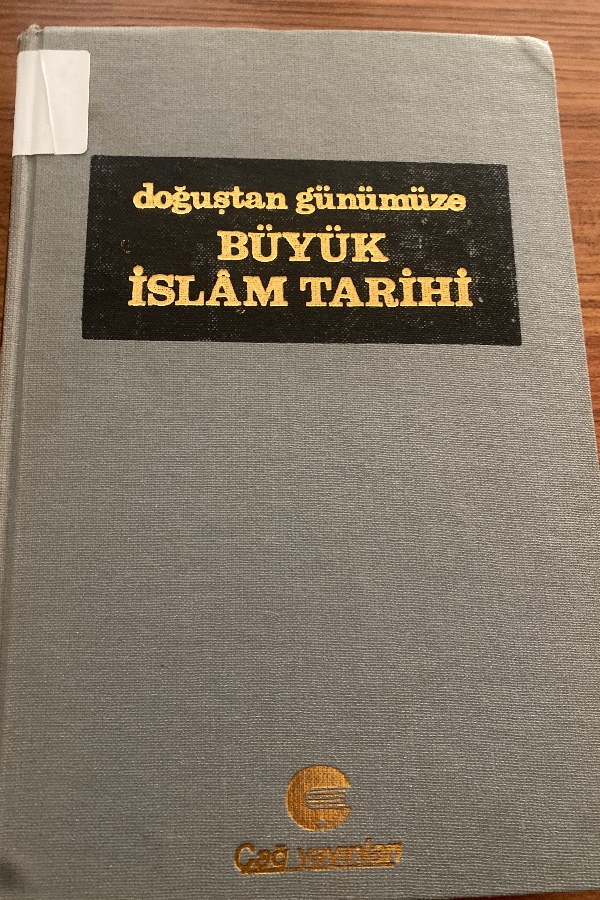 doğuştan günümüze
BÜYÜK
İSLÂM TARİHİ
Çağ yayınları